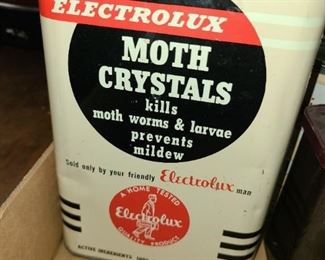 ELECTROLUX
MOTH
CRYSTALS
kills
moth worms & larvae
prevents
mildew
Sold only by your friendly Electrolux man
A HOME TESTED
Electrolux
QUALITY PRODUCT
ACTIVE INGREDIENTS